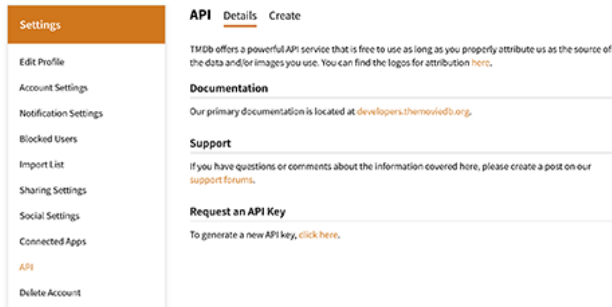 Settings
Edit Profile
Account Settings
Notification Settings
Blocked Users
Import List
Sharing Settings
Social Settings
Connected Apps
API
Delete Account
API Details Create
TMDb offers a powerful API service that is free to use as long as you properly attribute us as the source of
the data and/or images you use. You can find the logos for attribution here.
Documentation
Our primary documentation is located at developers.themoviedb.org.
Support
If you have questions or comments about the information covered here, please create a post on our
support forums.
Request an API Key
To generate a new API key, click here.